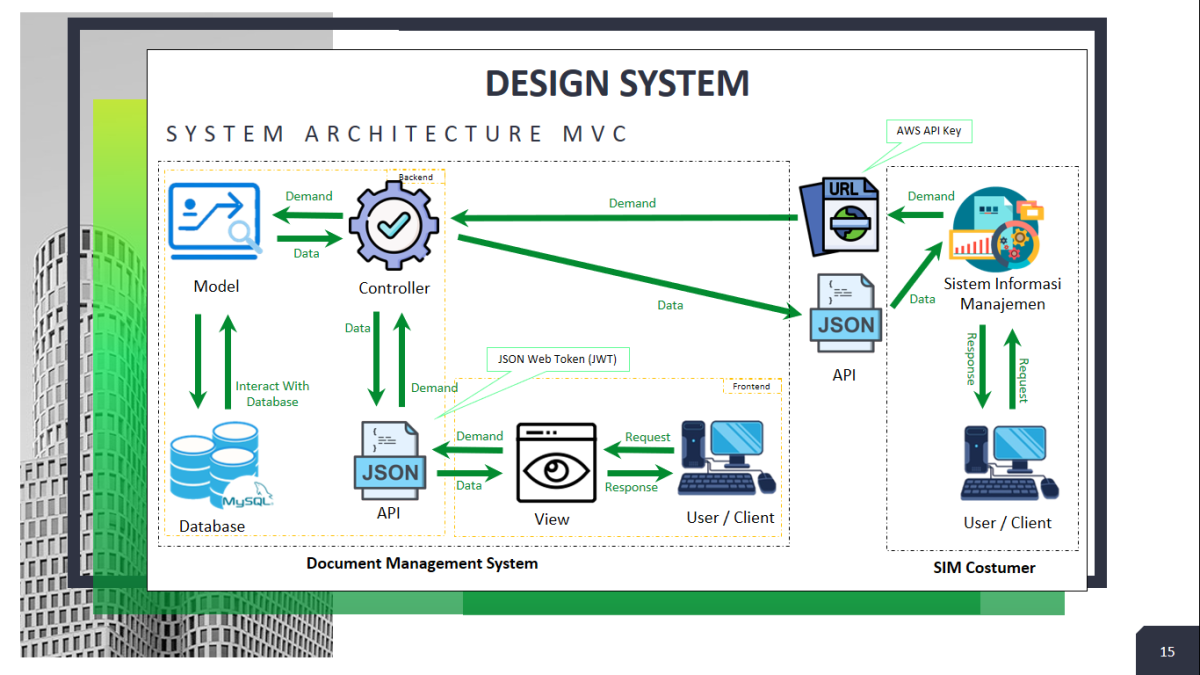 DESIGN SYSTEM
SYSTEM ARCHITECTURE MVC
AWS API Key
Backend
Demand
Data
Model
Controller
Demand
Data
URL
Demand
Data
Sistem Informasi
Manajemen
{
}
JSON
API
Response
Request
Interact With
Database
Data
Demand
JSON Web Token (JWT)
Frontend
MySQL
Database
{
}
JSON
API
Demand
Data
View
Request
Response
User / Client
User / Client
Document Management System
SIM Costumer
15